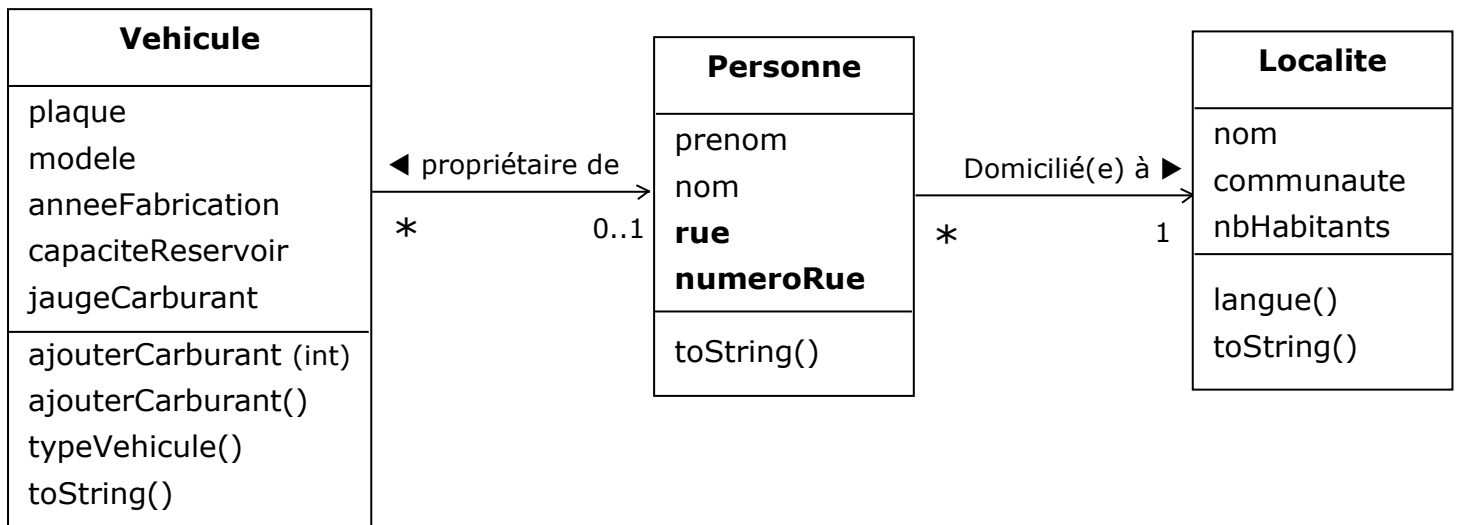 Vehicule
plaque
modele
anneeFabrication
capaciteReservoir
jaugeCarburant
ajouterCarburant (int)
ajouterCarburant()
typeVehicule()
toString()
◀ propriétaire de
* 0..1
Personne
prenom
nom
rue
numeroRue
toString()
Domicilié(e) à ▶
* 1
Localite
nom
communaute
nbHabitants
langue()
toString()